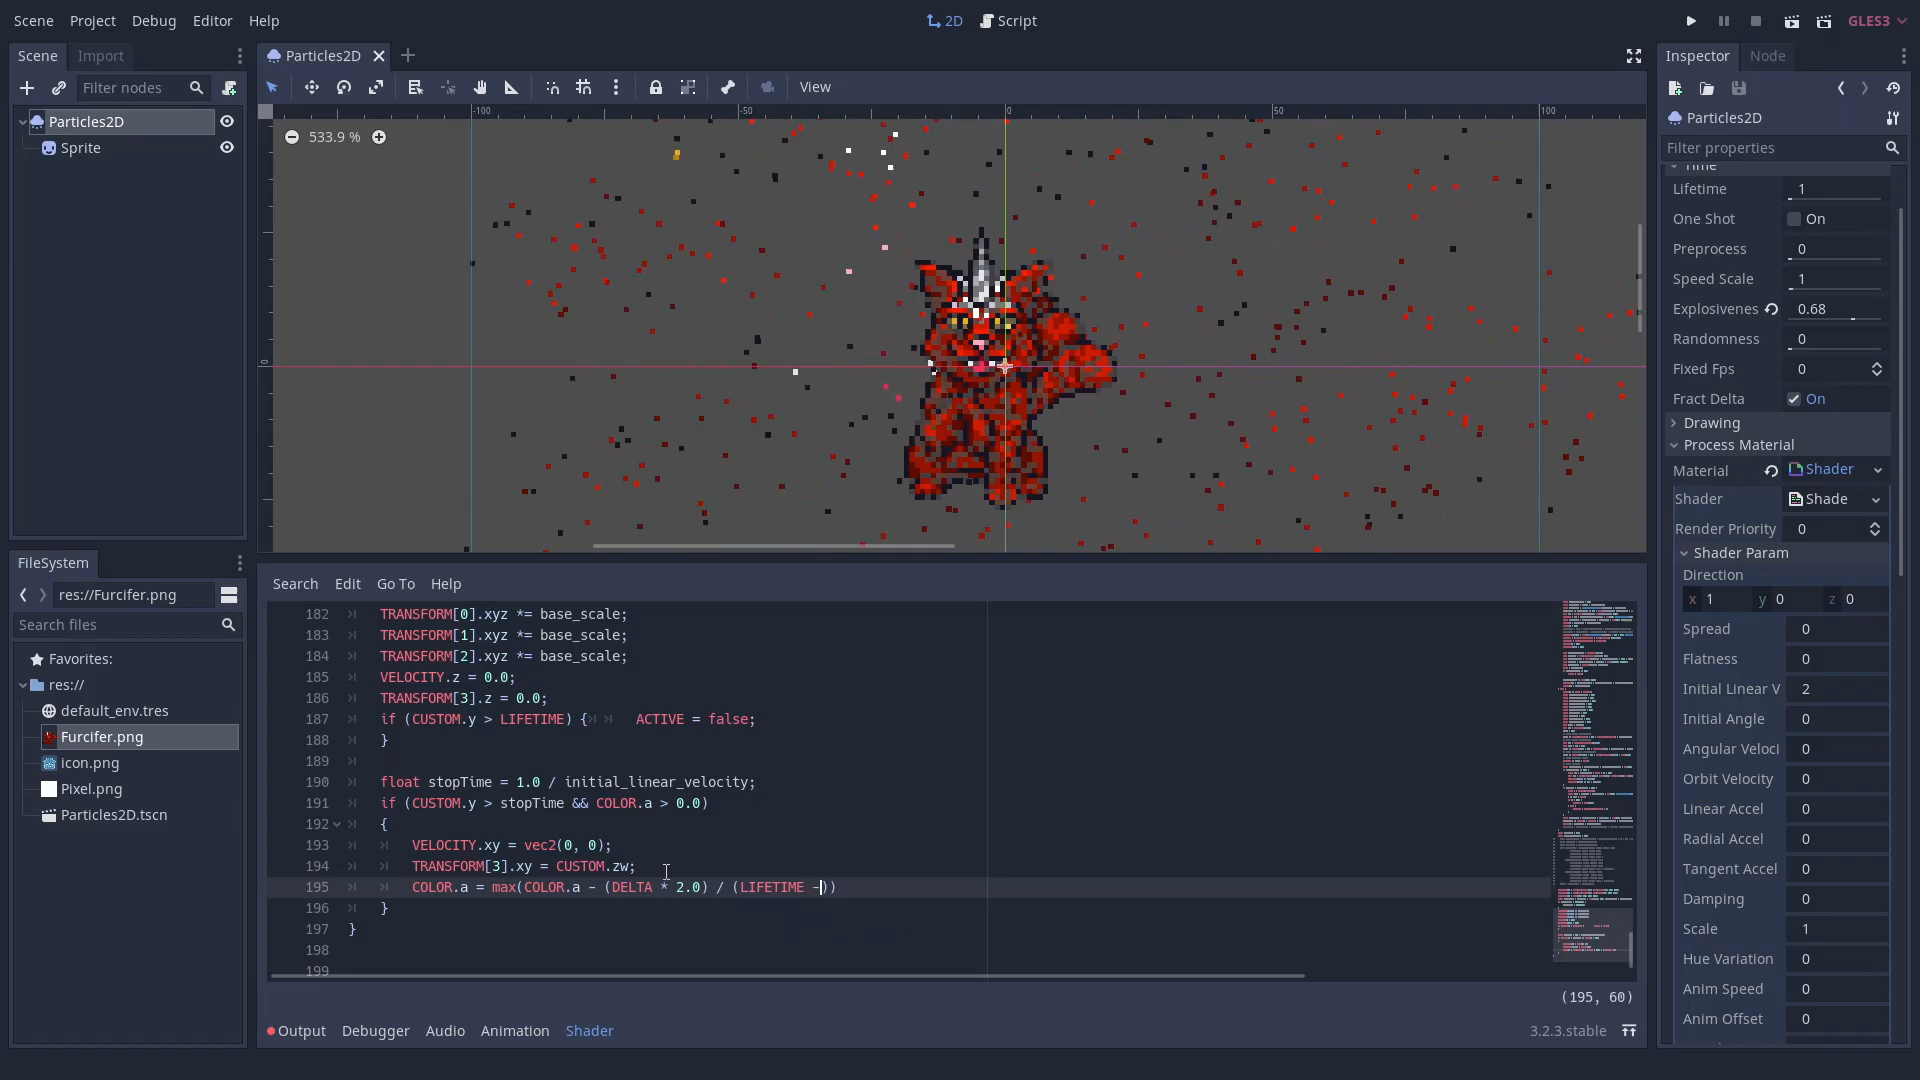 Scene Project Debug Editor Help
2D Script
GLES3
Scene Import
Filter nodes
Particles2D
Sprite
Particles2D
View
-100 -50 0 50 100
533.9 %
0
FileSystem
res://Furcifer.png
Search files
Favorites:
res://
default_env.tres
Furcifer.png
icon.png
Pixel.png
Particles2D.tscn
Search Edit Go To Help
182 TRANSFORM[0].xyz *= base_scale;
183 TRANSFORM[1].xyz *= base_scale;
184 TRANSFORM[2].xyz *= base_scale;
185 VELOCITY.z = 0.0;
186 TRANSFORM[3].z = 0.0;
187 if (CUSTOM.y > LIFETIME) { ACTIVE = false;
188 }
189
190 float stopTime = 1.0 / initial_linear_velocity;
191 if (CUSTOM.y > stopTime && COLOR.a > 0.0)
192 {
193 VELOCITY.xy = vec2(0, 0);
194 TRANSFORM[3].xy = CUSTOM.zw;
195 COLOR.a = max(COLOR.a - (DELTA * 2.0) / (LIFETIME -))
196 }
197 }
198
199
(195, 60)
Output Debugger Audio Animation Shader
3.2.3.stable
Inspector Node
Particles2D
Filter properties
Time
Lifetime 1
One Shot On
Preprocess 0
Speed Scale 1
Explosivenes 0.68
Randomness 0
Fixed Fps 0
Fract Delta On
Drawing
Process Material
Material Shader
Shader Shade
Render Priority 0
Shader Param
Direction
x 1 y 0 z 0
Spread 0
Flatness 0
Initial Linear V 2
Initial Angle 0
Angular Veloci 0
Orbit Velocity 0
Linear Accel 0
Radial Accel 0
Tangent Accel 0
Damping 0
Scale 1
Hue Variation 0
Anim Speed 0
Anim Offset 0